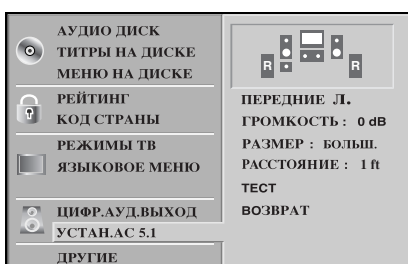 АУДИО ДИСК
ТИТРЫ НА ДИСКЕ
МЕНЮ НА ДИСКЕ
РЕЙТИНГ
КОД СТРАНЫ
РЕЖИМЫ ТВ
ЯЗЫКОВОЕ МЕНЮ
ЦИФР.АУД.ВЫХОД
УСТАН.АС 5.1
ДРУГИЕ
R R
ПЕРЕДНИЕ Л.
ГРОМКОСТЬ : 0 dB
РАЗМЕР : БОЛЬШ.
РАССТОЯНИЕ : 1 ft
ТЕСТ
ВОЗВРАТ